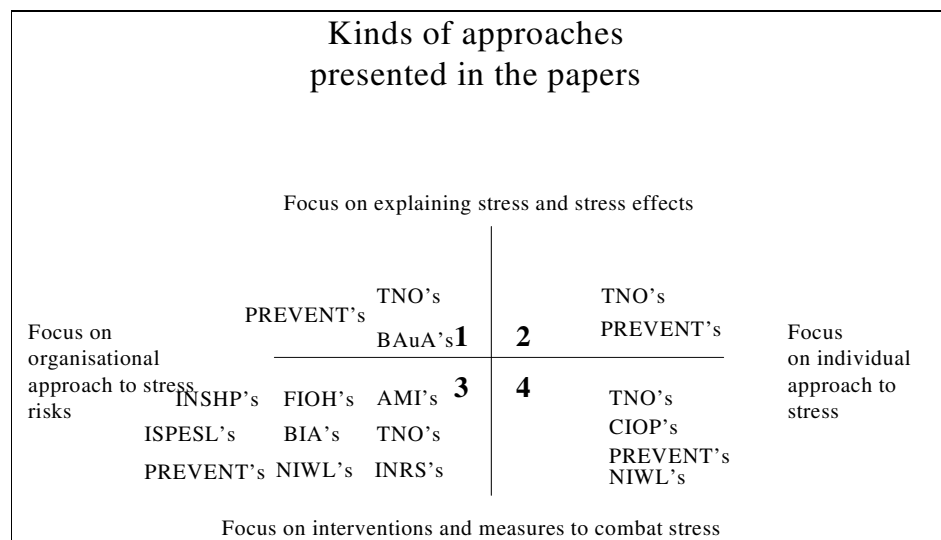 Kinds of approaches
presented in the papers
Focus on explaining stress and stress effects
TNO's
PREVENT's
BAuA's 1
2
TNO's
PREVENT's
Focus on
organisational
approach to stress
risks
Focus
on individual
approach to
stress
INSHP's FIOH's AMI's 3
ISPESL's BIA's TNO's
PREVENT's NIWL's INRS's
4
TNO's
CIOP's
PREVENT's
NIWL's
Focus on interventions and measures to combat stress